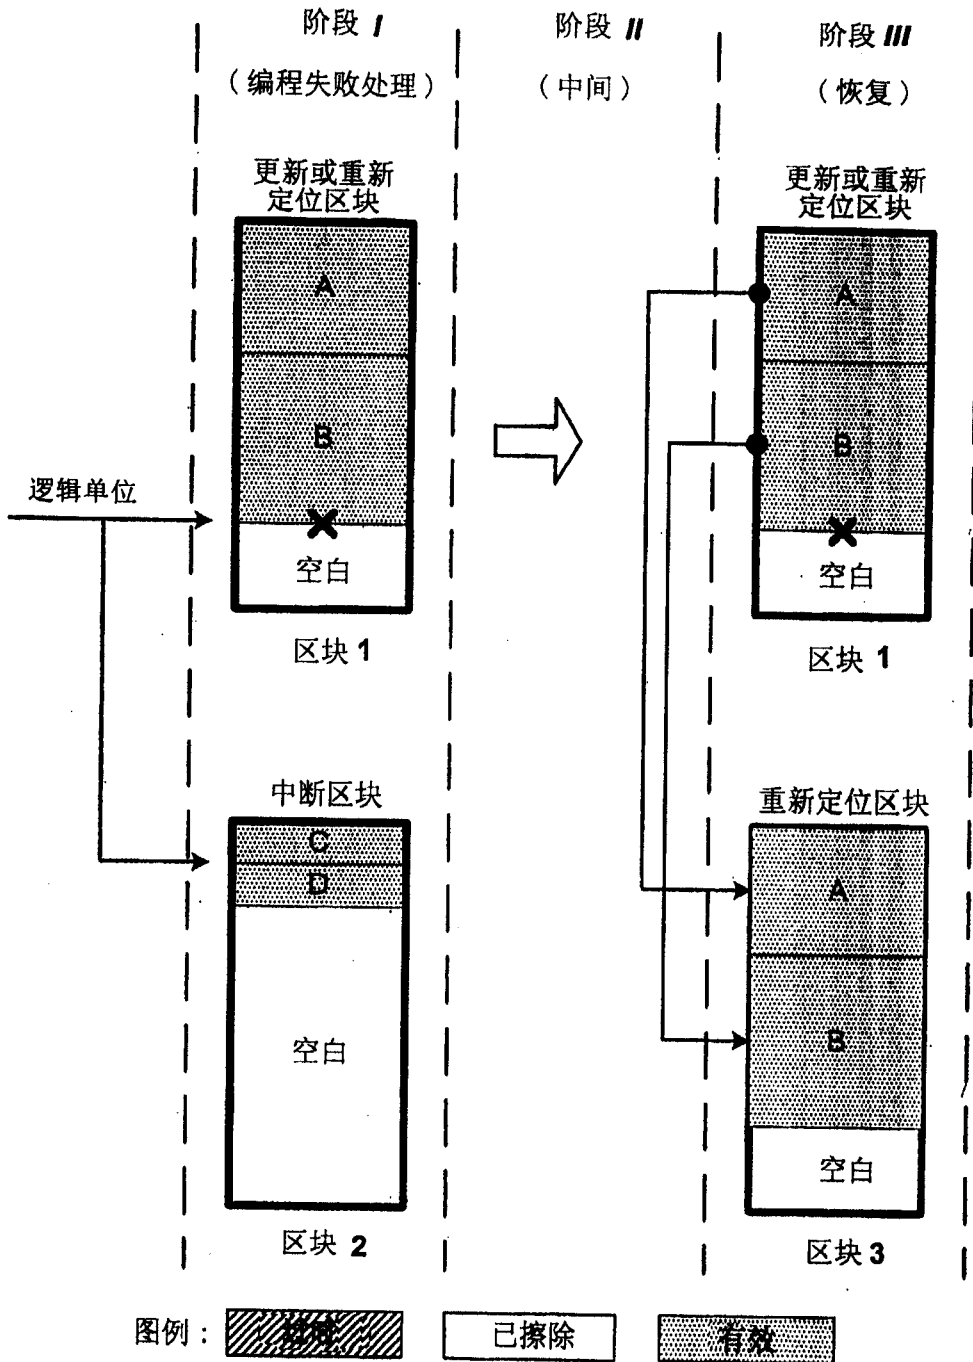 阶段 I
阶段 II
阶段 III
（编程失败处理）
（中间）
（恢复）
更新或重新
定位区块
更新或重新
定位区块
A
A
B
B
逻辑单位
空白
空白
区块 1
区块 1
中断区块
重新定位区块
C
D
A
空白
B
空白
区块 2
区块 3
图例：
已擦除
有效